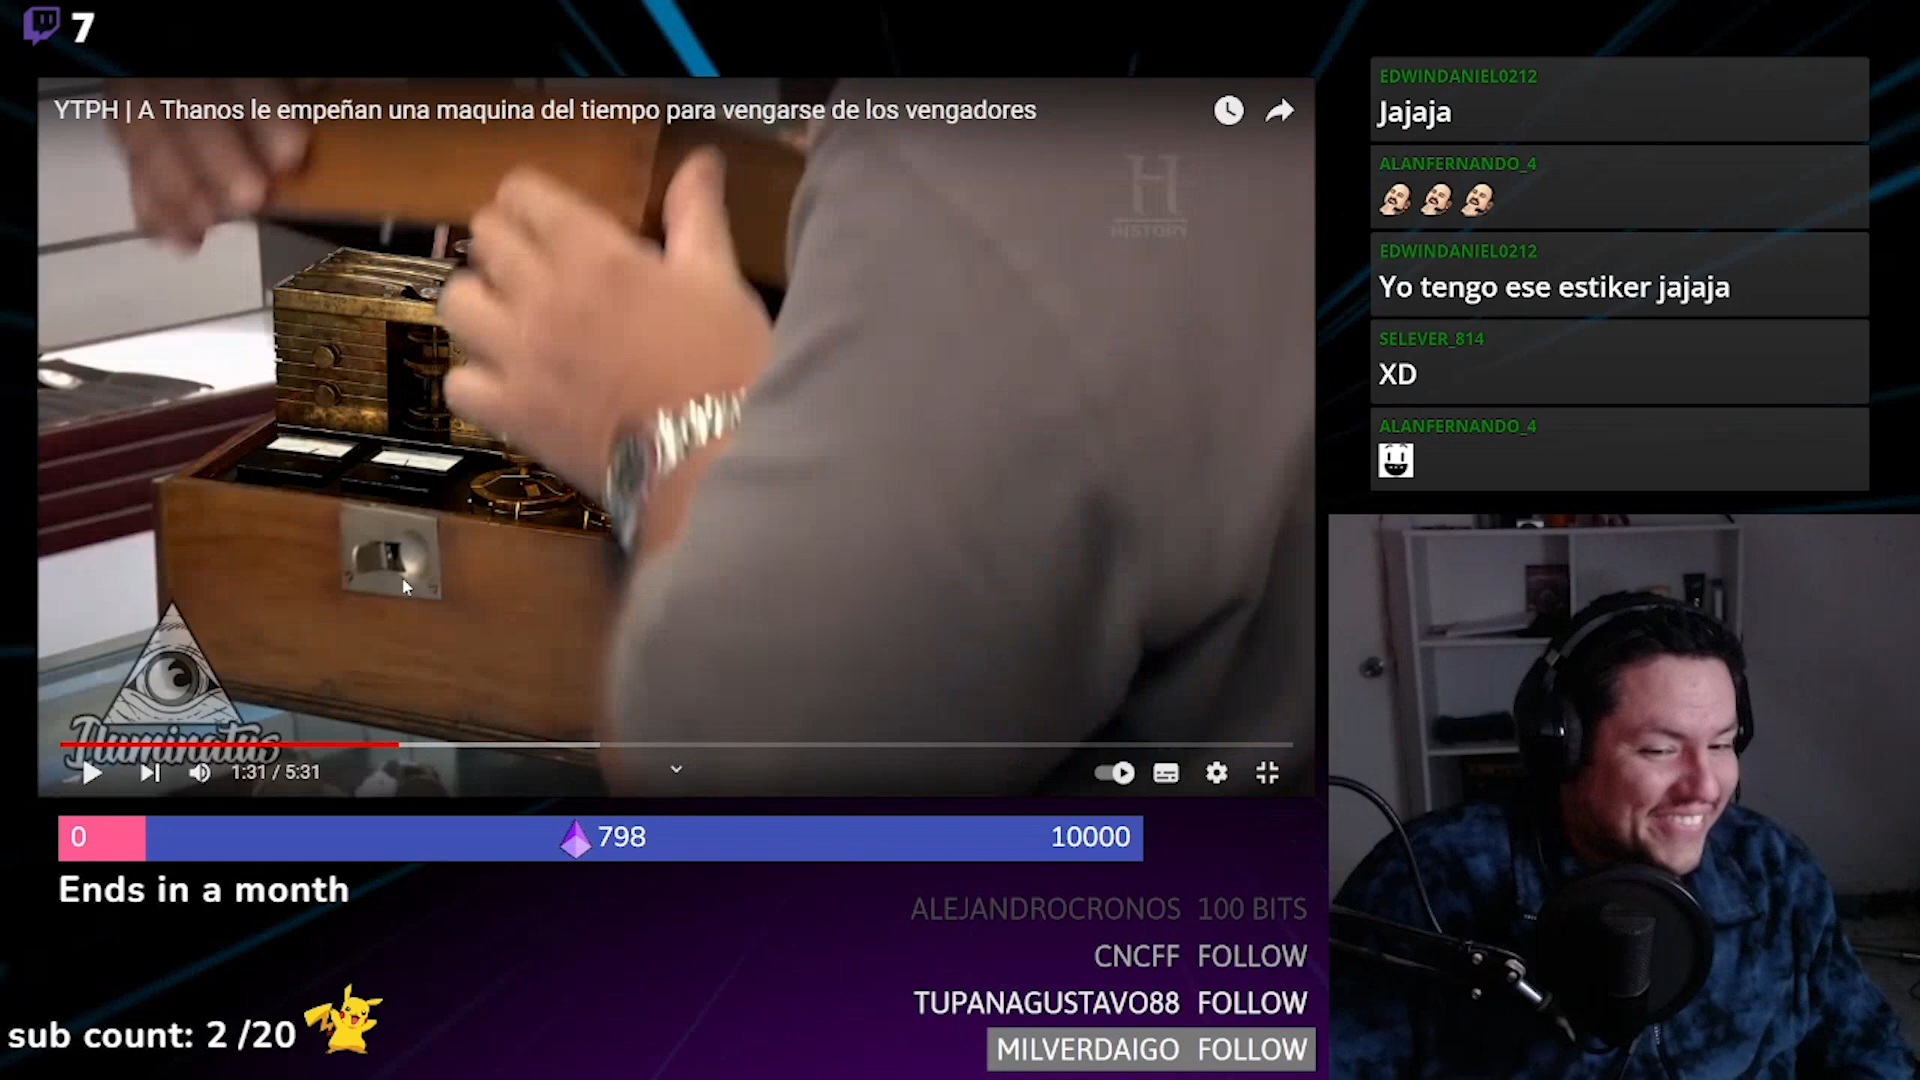 7
YTPH | A Thanos le empeñan una maquina del tiempo para vengarse de los vengadores
H
HISTORY
Iluminatus
1:31 / 5:31
EDWINDANIEL0212
Jajaja
ALANFERNANDO_4
EDWINDANIEL0212
Yo tengo ese estiker jajaja
SELEVER_814
XD
ALANFERNANDO_4
0 798 10000
Ends in a month
sub count: 2 /20
ALEJANDROCRONOS 100 BITS
CNCFF FOLLOW
TUPANAGUSTAVO88 FOLLOW
MILVERDAIGO FOLLOW